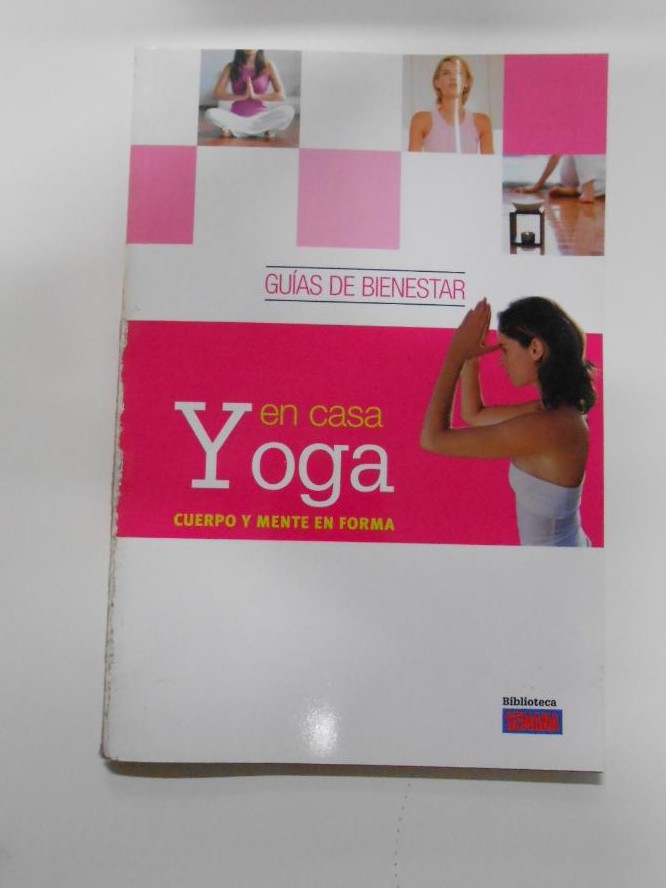 GUÍAS DE BIENESTAR
en casa
Yoga
CUERPO Y MENTE EN FORMA
Biblioteca